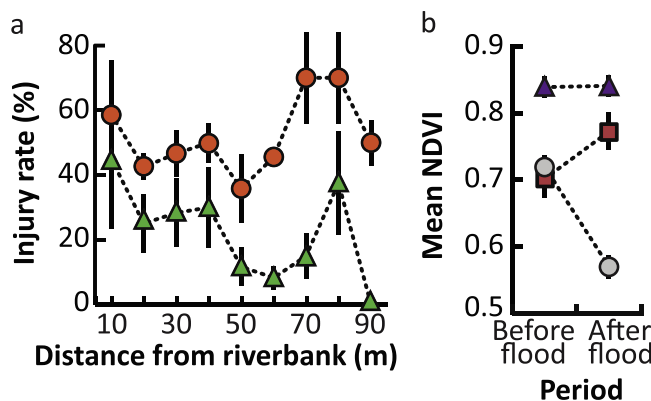 a
b
80
60
40
20
0
Injury rate (%)
10 30 50 70 90
Distance from riverbank (m)
0.9
0.8
0.7
0.6
0.5
Mean NDVI
Before After
flood flood
Period